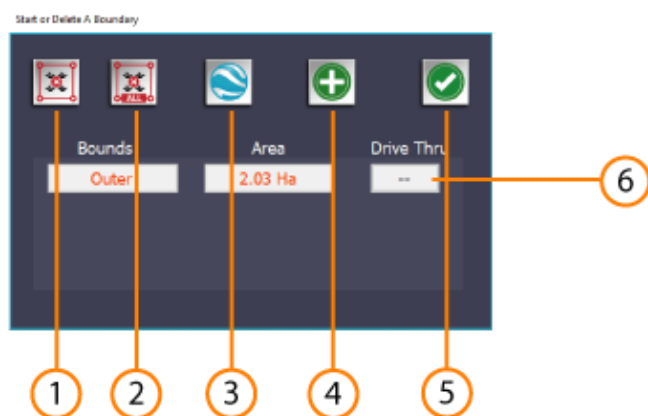 Start or Delete A Boundary
ALL
Bounds Area Drive Thru
Outer 2.03 Ha --
6
1 2 3 4 5